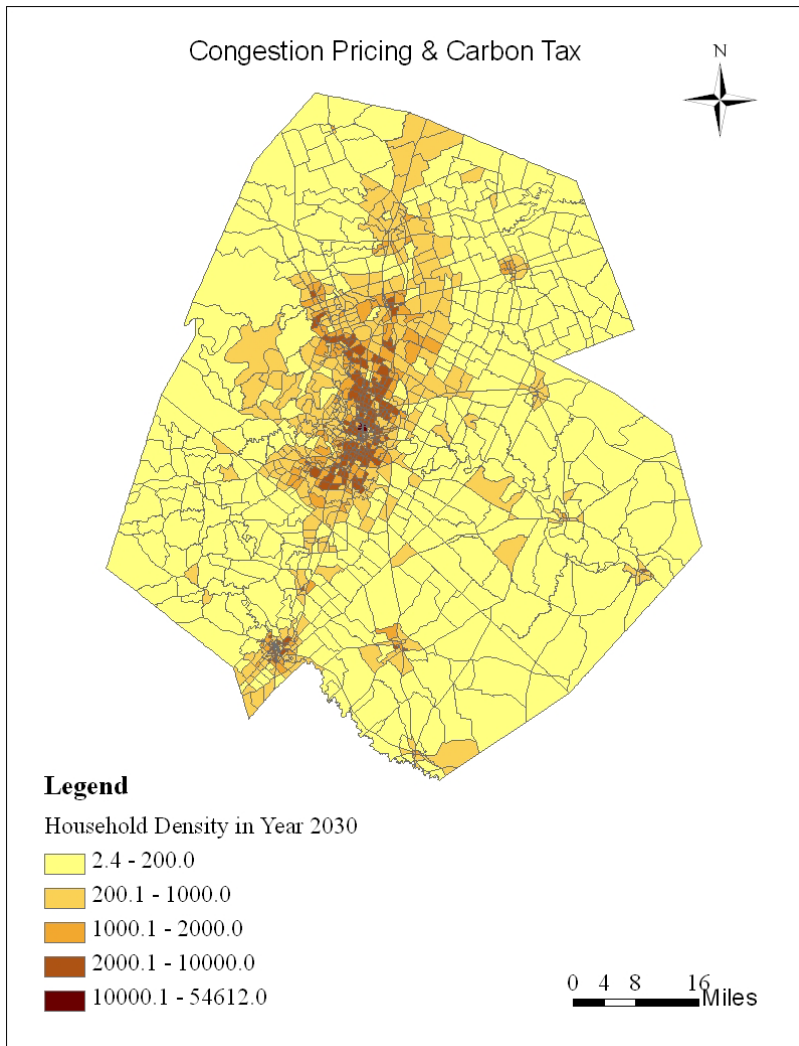 Congestion Pricing & Carbon Tax
N
Legend
Household Density in Year 2030
2.4 - 200.0
200.1 - 1000.0
1000.1 - 2000.0
2000.1 - 10000.0
10000.1 - 54612.0
0 4 8 16
Miles